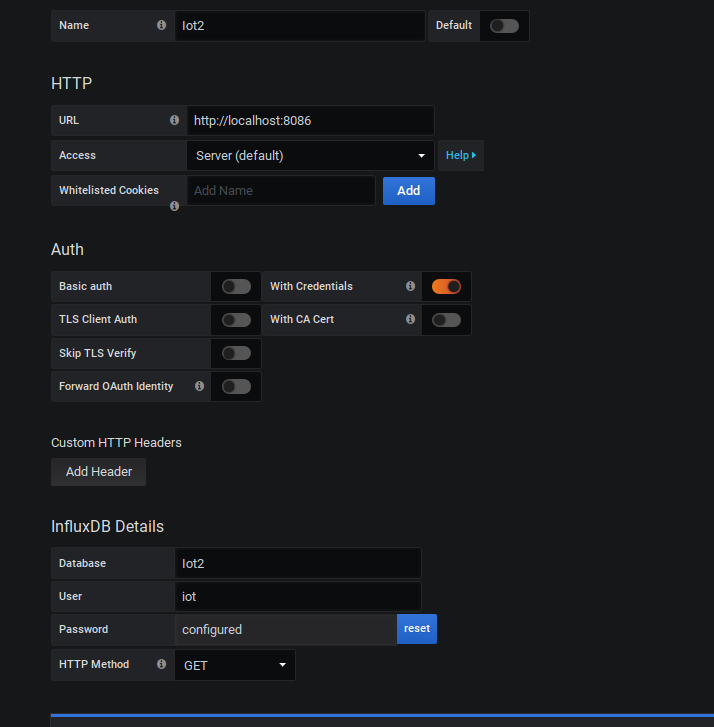 Name Iot2 Default
HTTP
URL http://localhost:8086
Access Server (default) Help
Whitelisted Cookies Add Name Add
Auth
Basic auth With Credentials
TLS Client Auth With CA Cert
Skip TLS Verify
Forward OAuth Identity
Custom HTTP Headers
Add Header
InfluxDB Details
Database Iot2
User iot
Password configured reset
HTTP Method GET